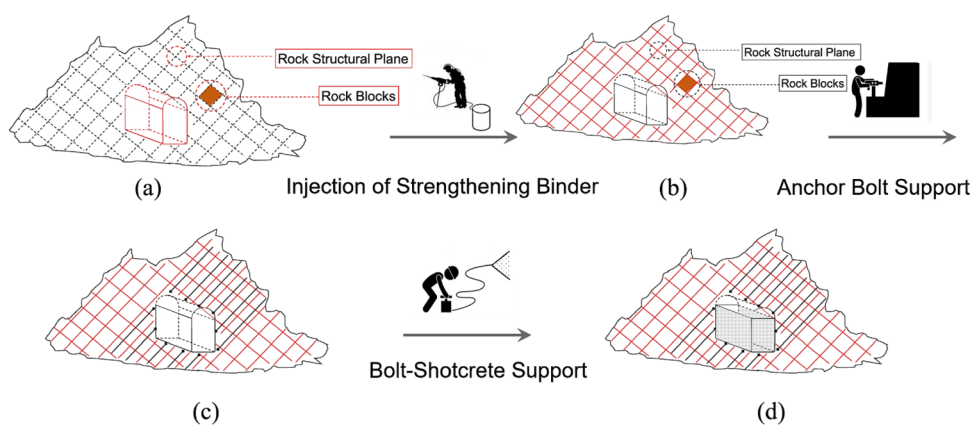 Rock Structural Plane
Rock Blocks
(a)
Injection of Strengthening Binder
Rock Structural Plane
Rock Blocks
(b)
Anchor Bolt Support
(c)
Bolt-Shotcrete Support
(d)